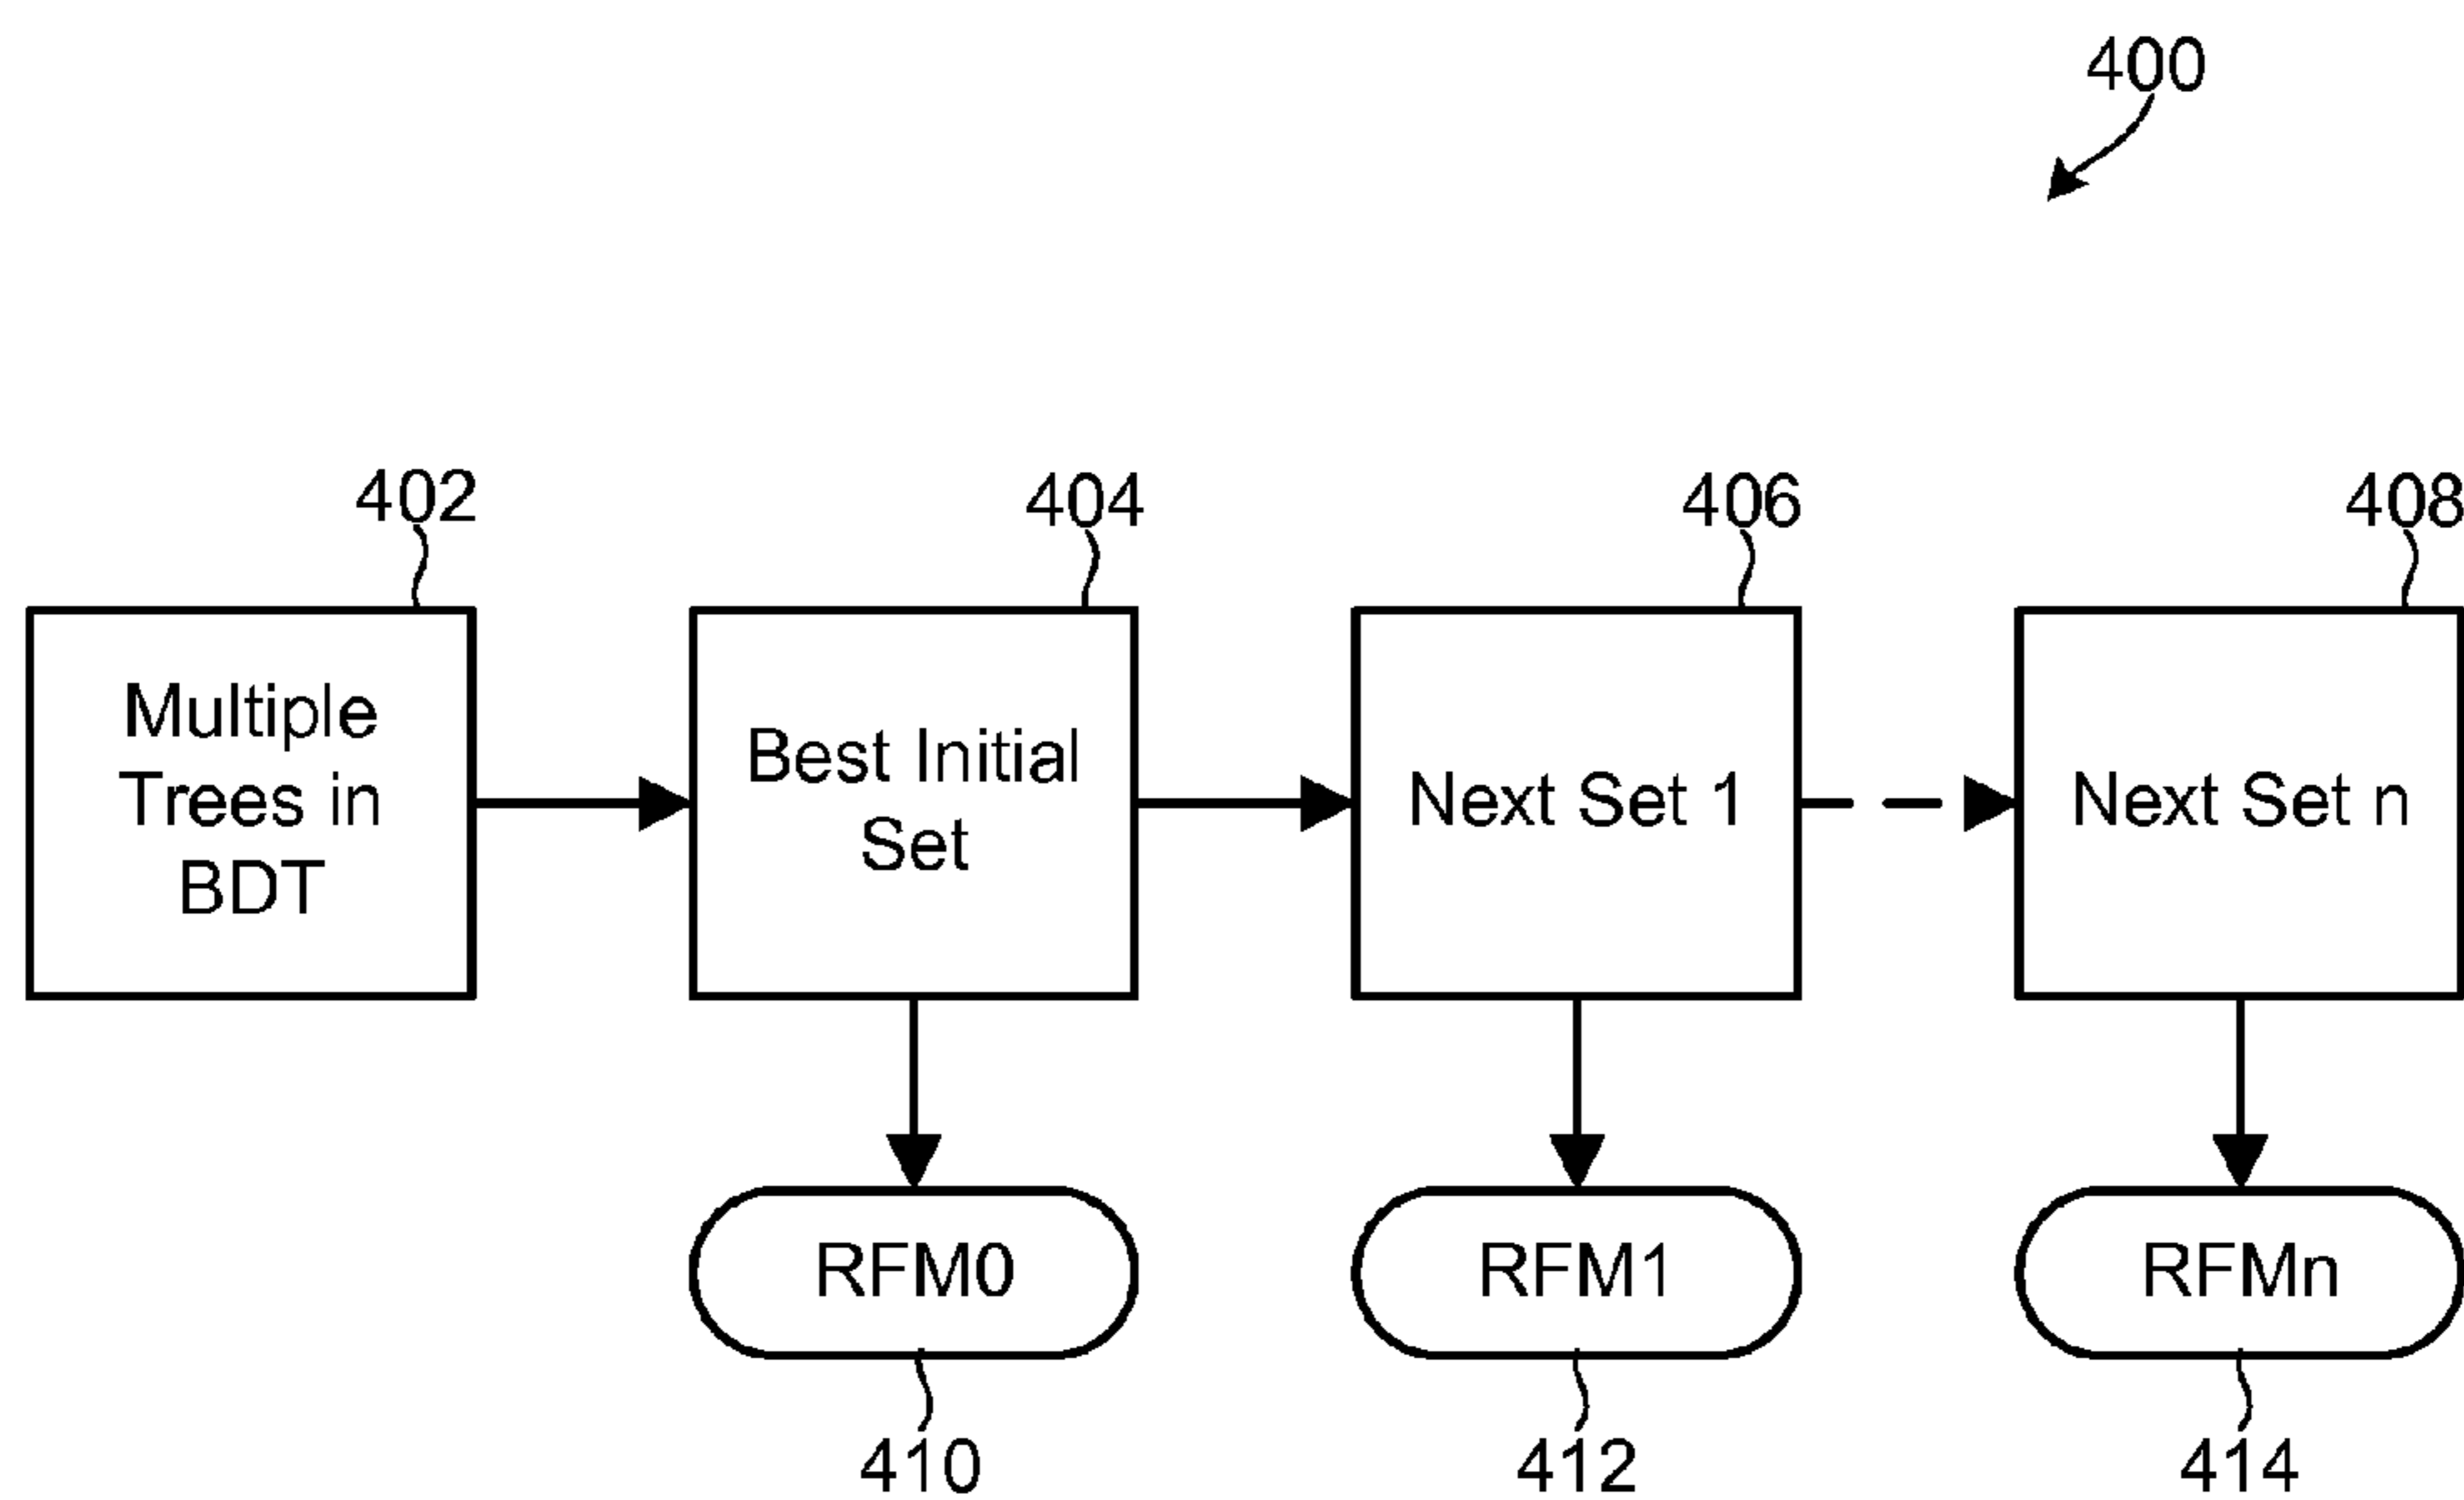 400
402
404
406
408
Multiple
Trees in
BDT
Best Initial
Set
Next Set 1
Next Set n
RFM0
RFM1
RFMn
410
412
414